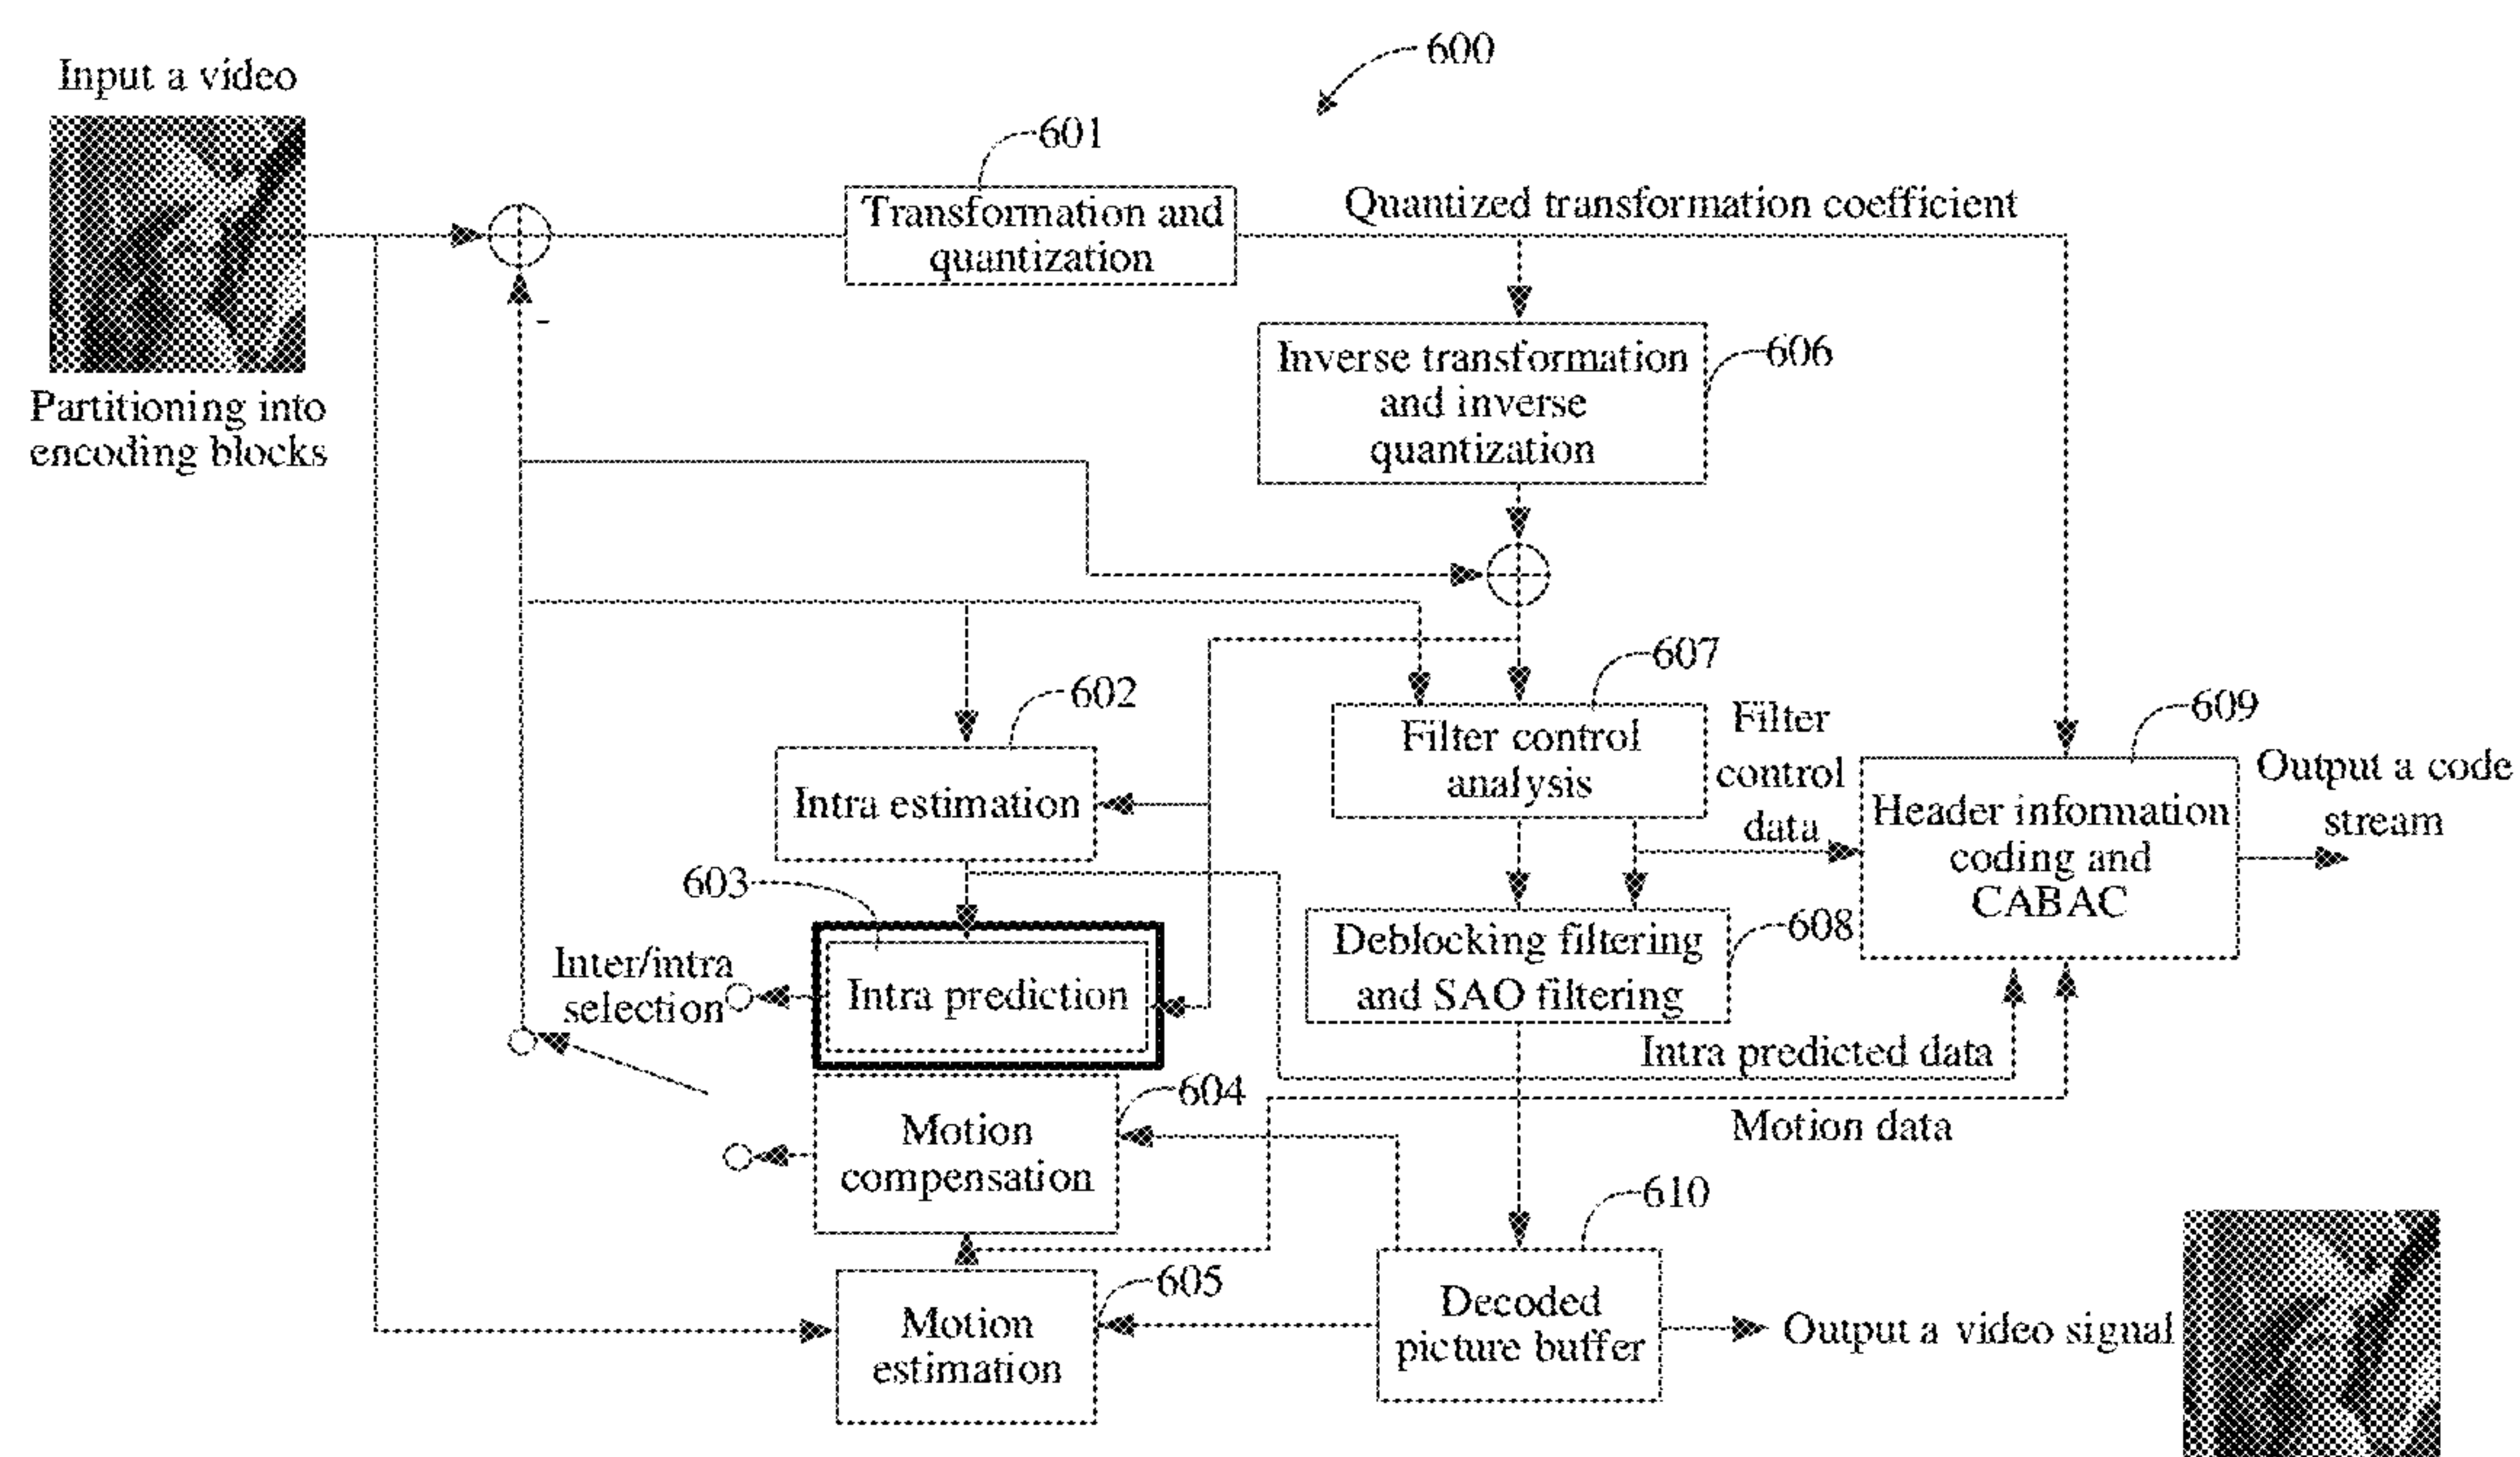 600
Input a video
601
Transformation and
quantization
Quantized transformation coefficient
-
Inverse transformation
and inverse
quantization
606
Partitioning into
encoding blocks
607
602
Filter control
analysis
Filter
control
data
609
Intra estimation
Header information
coding and
CABAC
Output a code
stream
603
Deblocking filtering
and SAO filtering
608
Inter/intra
selection
Intra prediction
Intra predicted data
604
Motion
compensation
Motion data
610
605
Motion
estimation
Decoded
picture buffer
Output a video signal